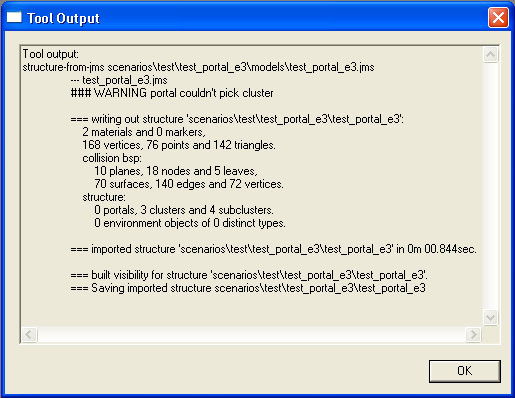 Tool Output
Tool output:
structure-from-jms scenarios\test\test_portal_e3\models\test_portal_e3.jms
--- test_portal_e3.jms
### WARNING portal couldn't pick cluster
=== writing out structure 'scenarios\test\test_portal_e3\test_portal_e3':
2 materials and 0 markers,
168 vertices, 76 points and 142 triangles.
collision bsp:
10 planes, 18 nodes and 5 leaves,
70 surfaces, 140 edges and 72 vertices.
structure:
0 portals, 3 clusters and 4 subclusters.
0 environment objects of 0 distinct types.
=== imported structure 'scenarios\test\test_portal_e3\test_portal_e3' in 0m 00.844sec.
=== built visibility for structure 'scenarios\test\test_portal_e3\test_portal_e3'.
=== Saving imported structure scenarios\test\test_portal_e3\test_portal_e3
OK